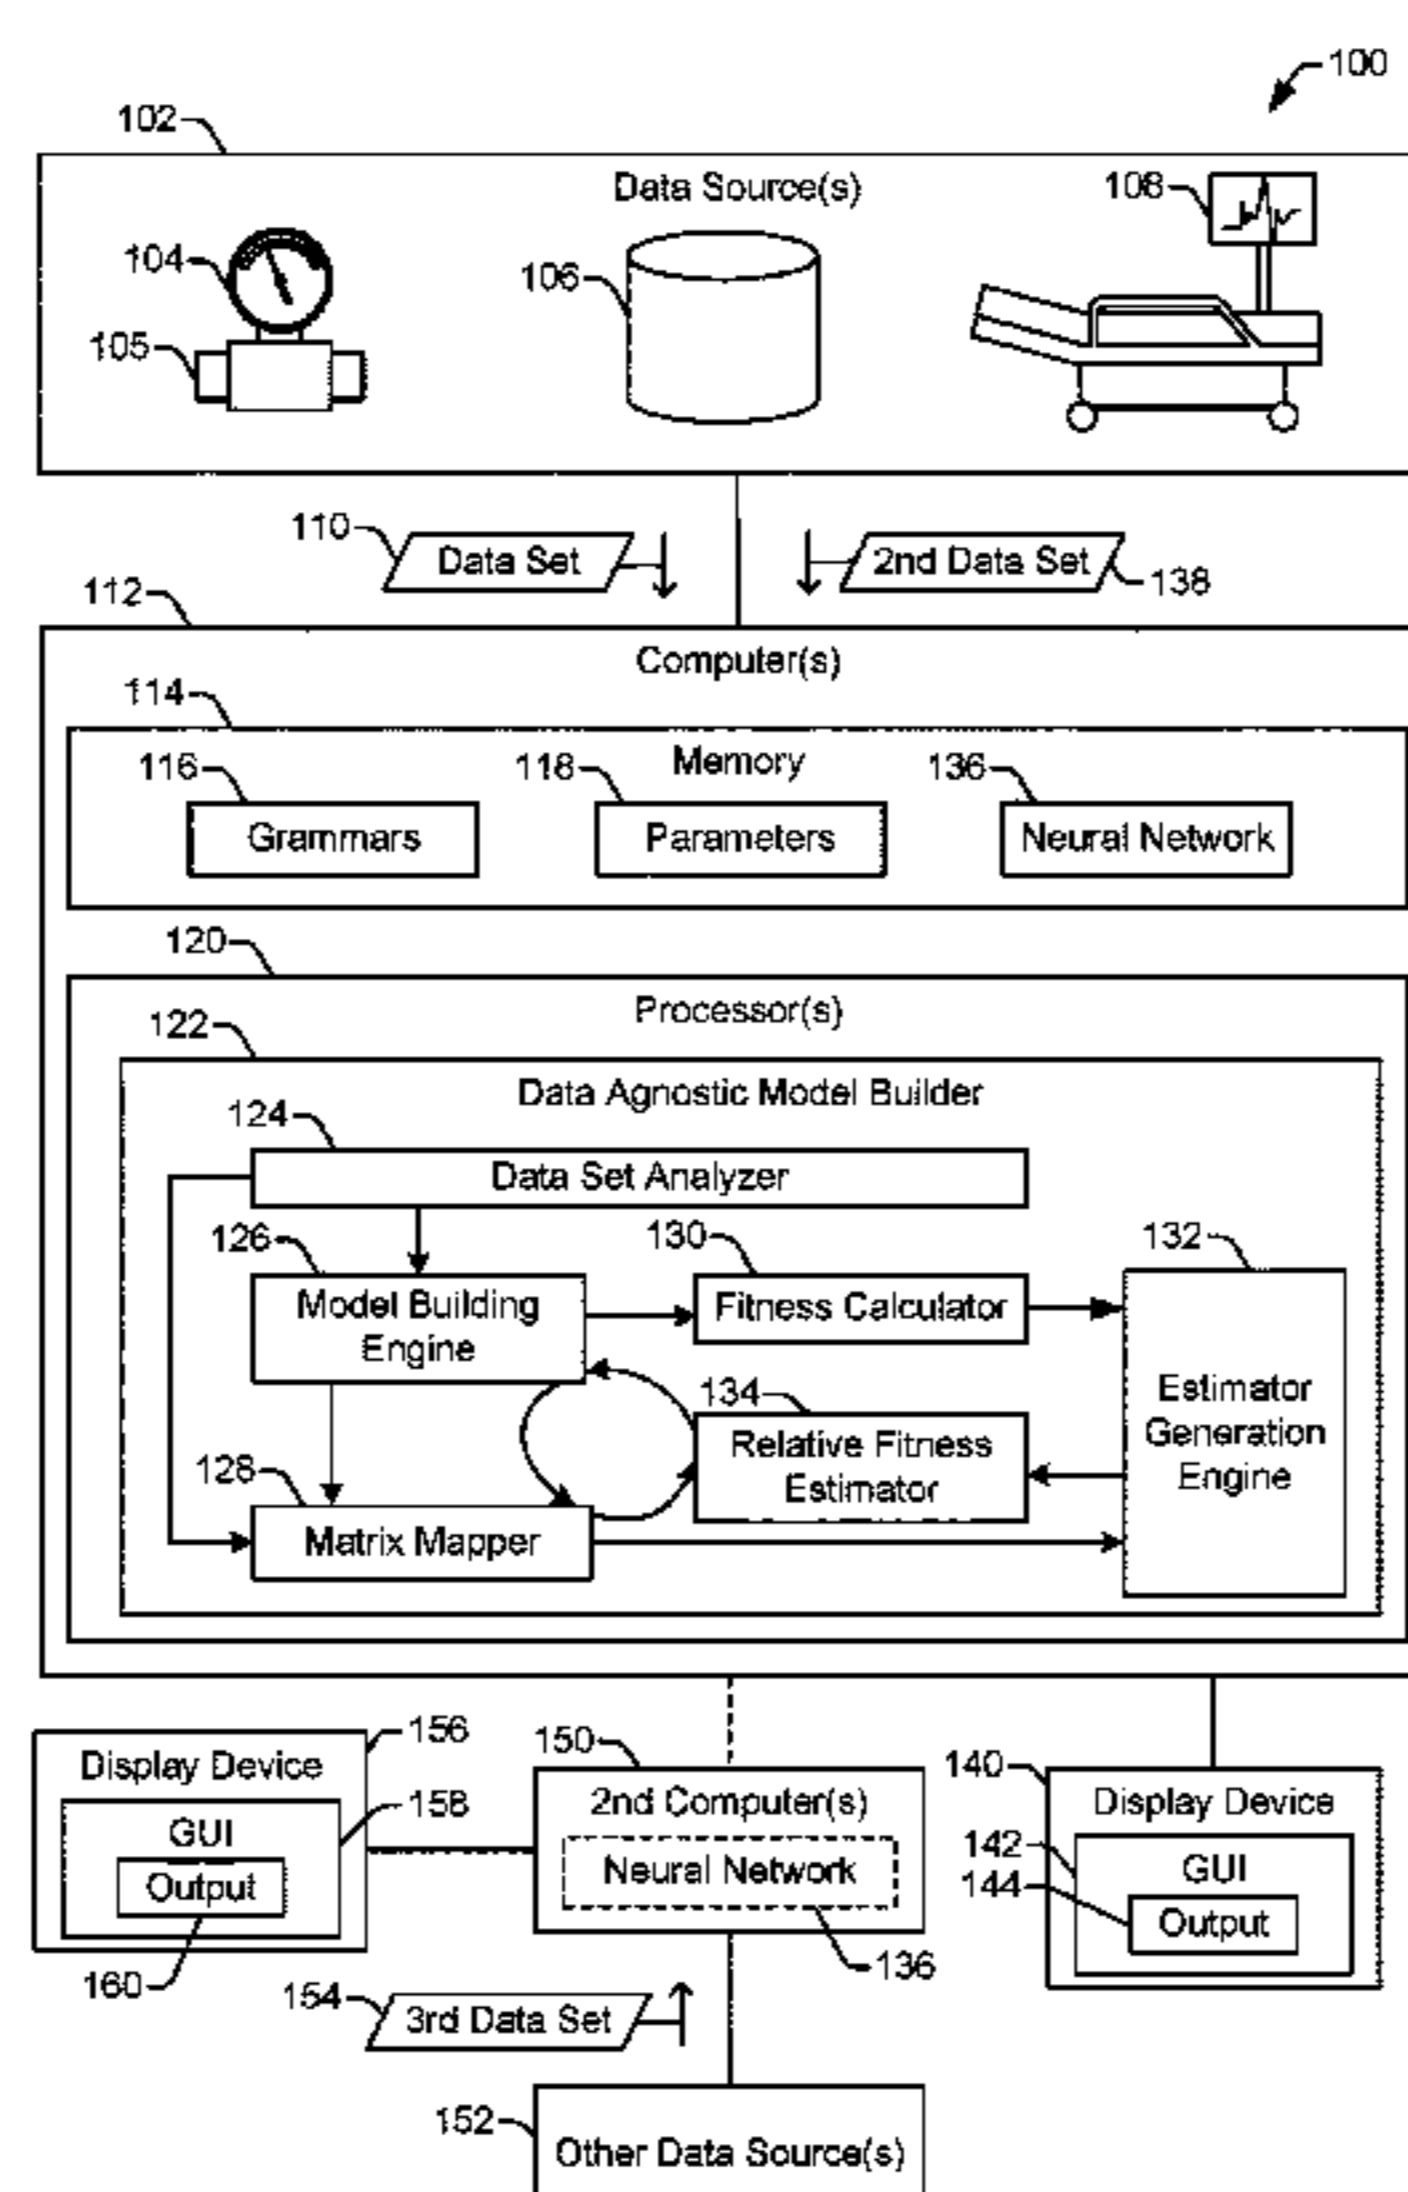 100
102
Data Source(s)
108
104
106
105
110
Data Set
2nd Data Set
138
112
Computer(s)
114
Memory
116
118
136
Grammars
Parameters
Neural Network
120
Processor(s)
122
Data Agnostic Model Builder
124
Data Set Analyzer
126
130
132
Model Building
Engine
Fitness Calculator
134
Estimator
Generation
Engine
Relative Fitness
Estimator
128
Matrix Mapper
156
Display Device
158
GUI
Output
160
150
2nd Computer(s)
Neural Network
136
140
Display Device
142
GUI
144
Output
154
3rd Data Set
152
Other Data Source(s)